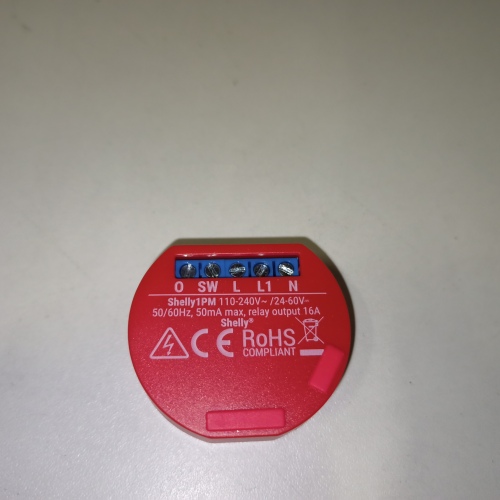 O SW L L1 N
Shelly1PM 110-240V~ /24-60V⎓
50/60Hz, 50mA max, relay output 16A
Shelly®
CE RoHS
COMPLIANT